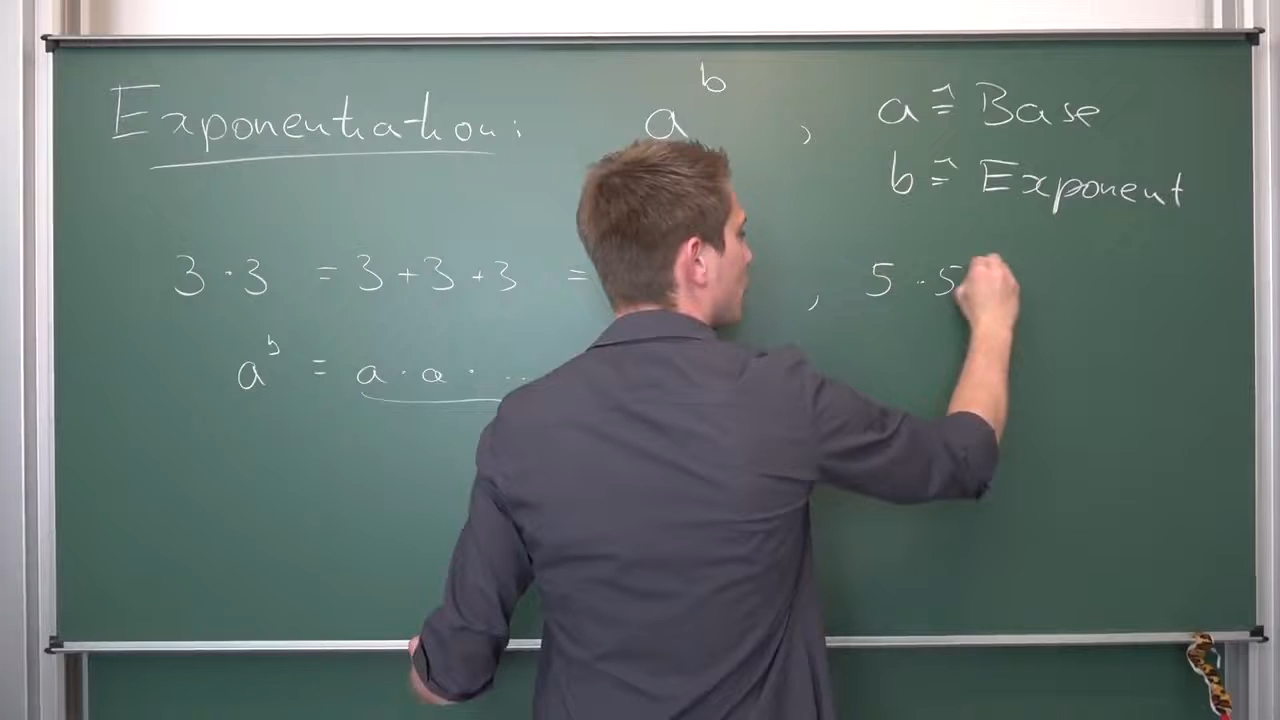 Exponentiation: a^b , a ≙ Base
b ≙ Exponent
3 · 3 = 3 + 3 + 3 = , 5 · 5
a^b = a · a · ...